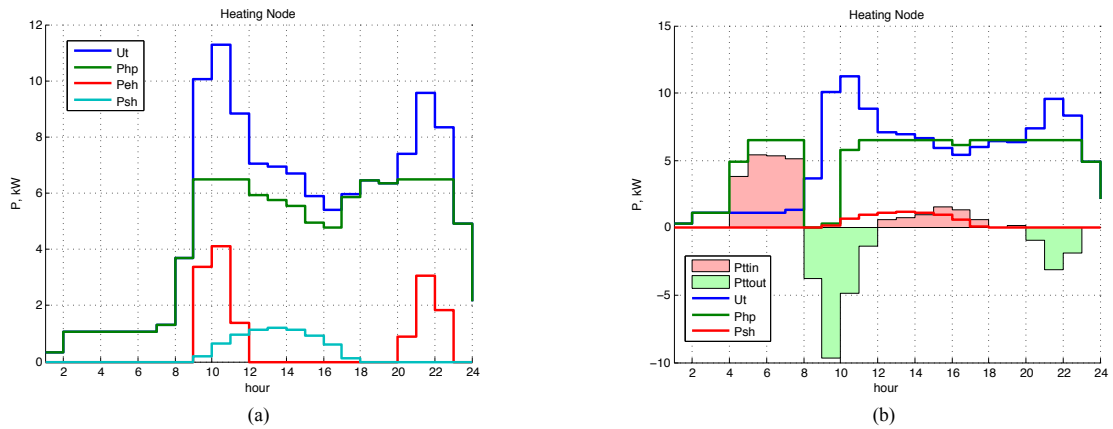 Heating Node
12
10
8
6
4
2
0
P, kW
Ut
Php
Peh
Psh
2 4 6 8 10 12 14 16 18 20 22 24
hour
(a)
Heating Node
15
10
5
0
−5
−10
P, kW
Pttin
Pttout
Ut
Php
Psh
2 4 6 8 10 12 14 16 18 20 22 24
hour
(b)